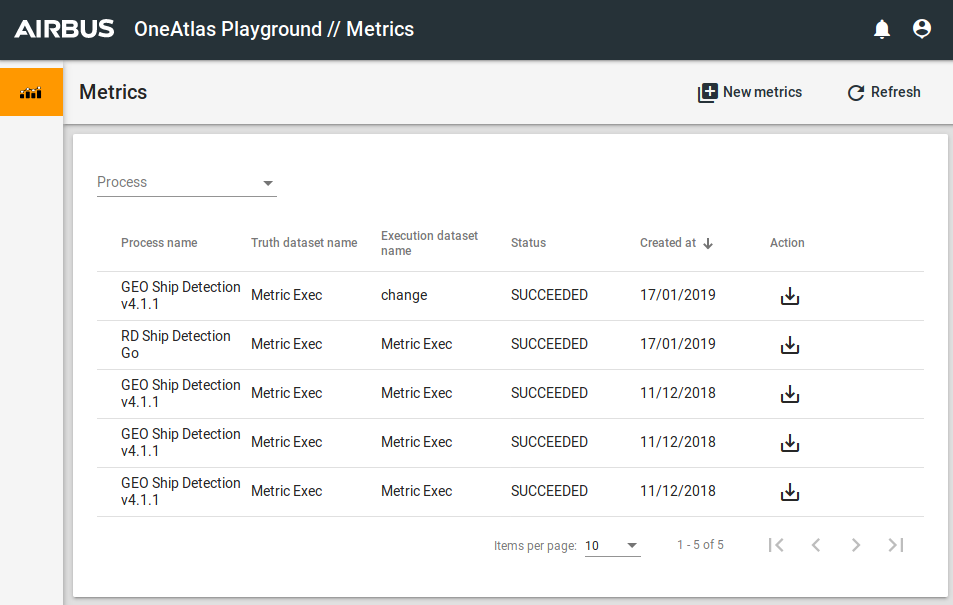 AIRBUS OneAtlas Playground // Metrics
Metrics New metrics Refresh
Process
Process name Truth dataset name Execution dataset name Status Created at Action
GEO Ship Detection v4.1.1 Metric Exec change SUCCEEDED 17/01/2019
RD Ship Detection Go Metric Exec Metric Exec SUCCEEDED 17/01/2019
GEO Ship Detection v4.1.1 Metric Exec Metric Exec SUCCEEDED 11/12/2018
GEO Ship Detection v4.1.1 Metric Exec Metric Exec SUCCEEDED 11/12/2018
GEO Ship Detection v4.1.1 Metric Exec Metric Exec SUCCEEDED 11/12/2018
Items per page: 10 1 - 5 of 5